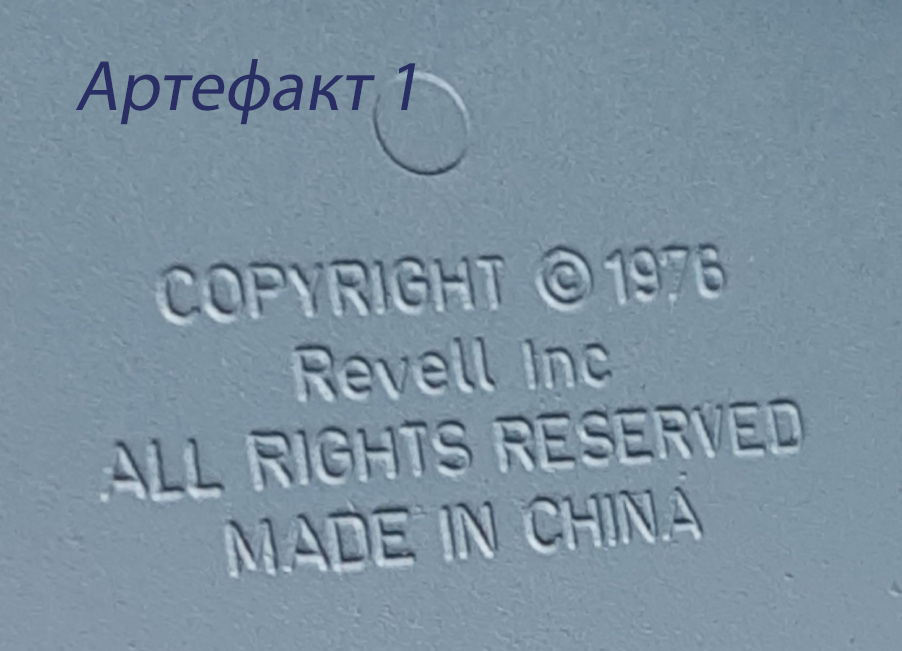 Артефакт 1
COPYRIGHT © 1976
Revell Inc
ALL RIGHTS RESERVED
MADE IN CHINA